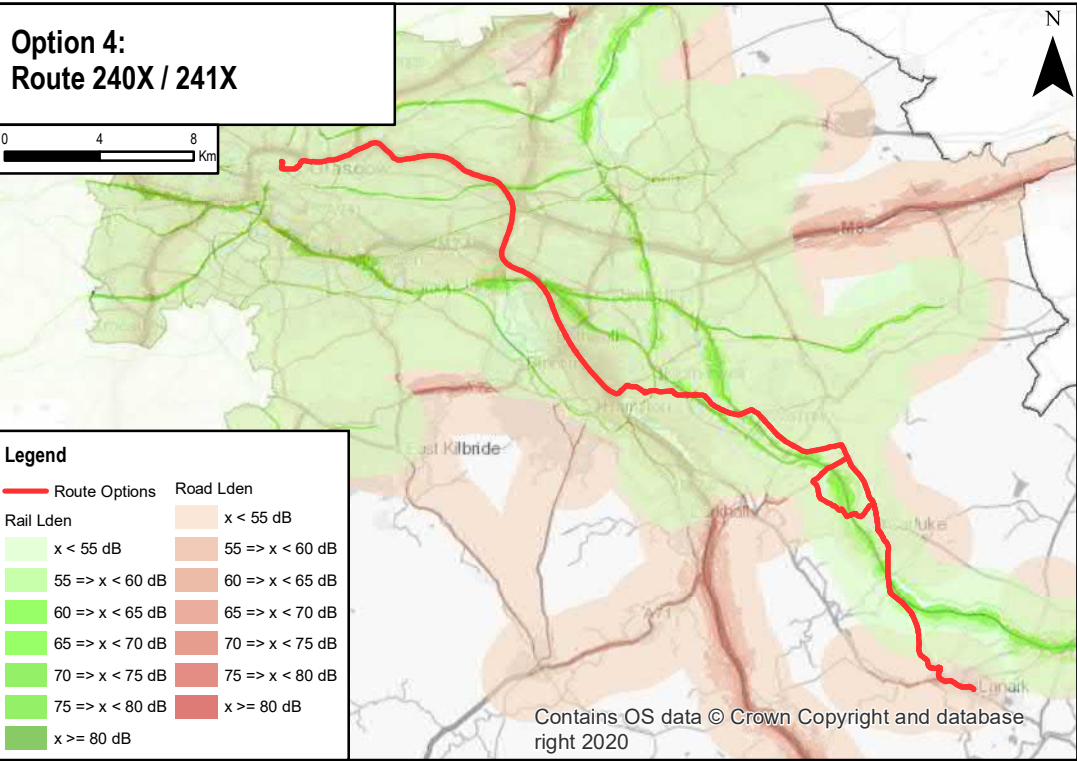 Option 4:
Route 240X / 241X
N
0 4 8
Km
M8
East Kilbride
Hamilton
A71
Lanark
Legend
Route Options
Rail Lden
x < 55 dB
55 => x < 60 dB
60 => x < 65 dB
65 => x < 70 dB
70 => x < 75 dB
75 => x < 80 dB
x >= 80 dB
Road Lden
x < 55 dB
55 => x < 60 dB
60 => x < 65 dB
65 => x < 70 dB
70 => x < 75 dB
75 => x < 80 dB
x >= 80 dB
Contains OS data © Crown Copyright and database
right 2020